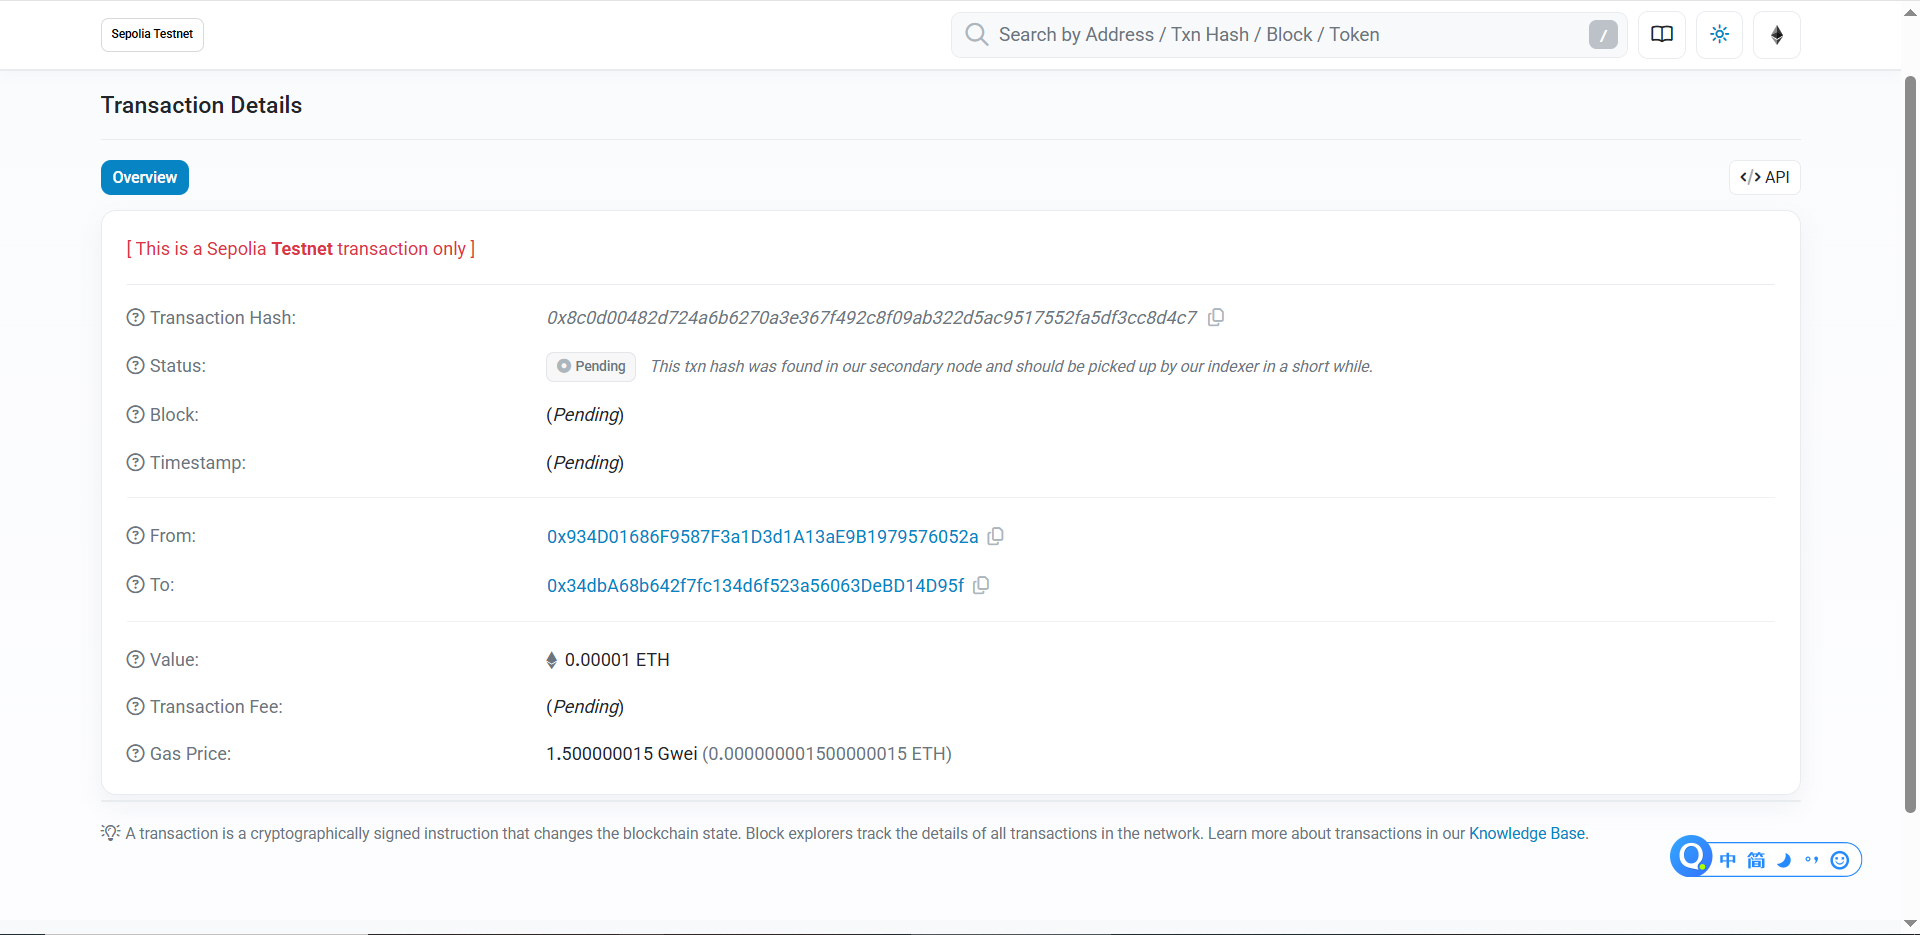 Sepolia Testnet
Search by Address / Txn Hash / Block / Token
/
Transaction Details
Overview
</> API
[ This is a Sepolia Testnet transaction only ]
Transaction Hash: 0x8c0d00482d724a6b6270a3e367f492c8f09ab322d5ac9517552fa5df3cc8d4c7
Status: Pending This txn hash was found in our secondary node and should be picked up by our indexer in a short while.
Block: (Pending)
Timestamp: (Pending)
From: 0x934D01686F9587F3a1D3d1A13aE9B1979576052a
To: 0x34dbA68b642f7fc134d6f523a56063DeBD14D95f
Value: 0.00001 ETH
Transaction Fee: (Pending)
Gas Price: 1.500000015 Gwei (0.000000001500000015 ETH)
A transaction is a cryptographically signed instruction that changes the blockchain state. Block explorers track the details of all transactions in the network. Learn more about transactions in our Knowledge Base.
中 简 °,